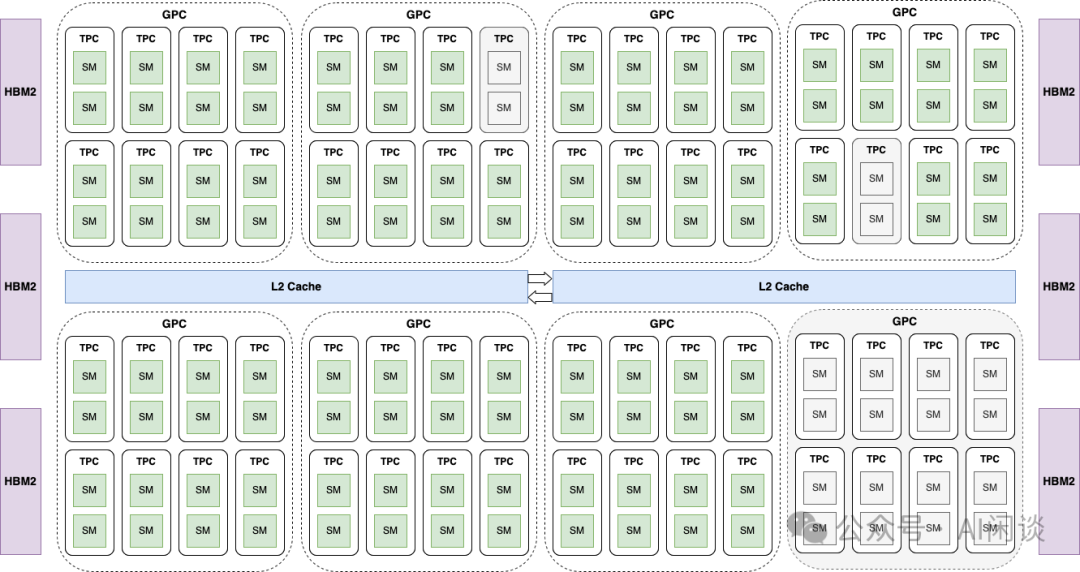 GPC GPC GPC GPC
HBM2 TPC TPC TPC TPC TPC TPC TPC TPC TPC TPC TPC TPC TPC TPC TPC TPC HBM2
SM SM SM SM SM SM SM SM SM SM SM SM SM SM SM SM
SM SM SM SM SM SM SM SM SM SM SM SM SM SM SM SM
TPC TPC TPC TPC TPC TPC TPC TPC TPC TPC TPC TPC TPC TPC TPC TPC
SM SM SM SM SM SM SM SM SM SM SM SM SM SM SM SM
SM SM SM SM SM SM SM SM SM SM SM SM SM SM SM SM
HBM2 L2 Cache L2 Cache HBM2
GPC GPC GPC GPC
TPC TPC TPC TPC TPC TPC TPC TPC TPC TPC TPC TPC TPC TPC TPC TPC
SM SM SM SM SM SM SM SM SM SM SM SM SM SM SM SM
SM SM SM SM SM SM SM SM SM SM SM SM SM SM SM SM
HBM2 TPC TPC TPC TPC TPC TPC TPC TPC TPC TPC TPC TPC TPC TPC TPC TPC HBM2
SM SM SM SM SM SM SM SM SM SM SM SM SM SM SM SM
SM SM SM SM SM SM SM SM SM SM SM SM SM SM SM SM
公众号 · AI闲谈